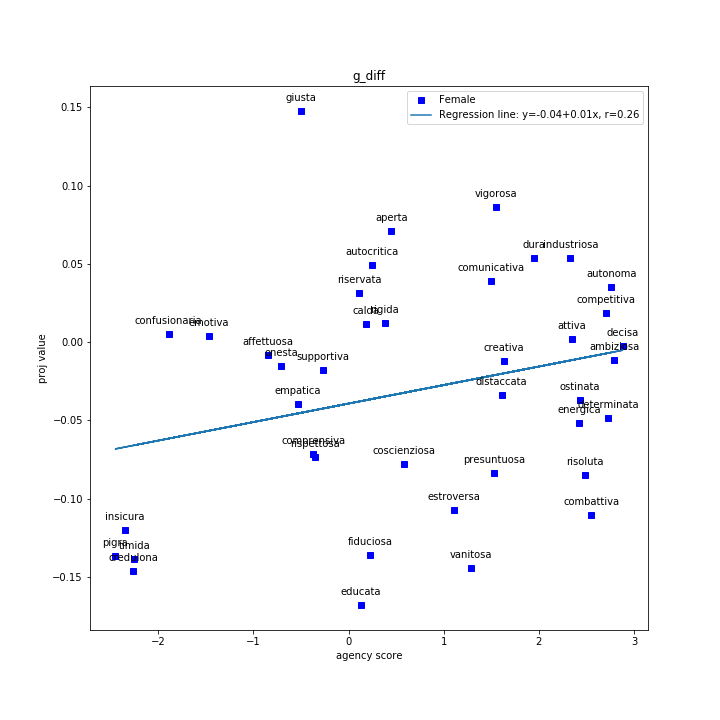 g_diff
Female
Regression line: y=-0.04+0.01x, r=0.26
giusta
vigorosa
aperta
dura
industriosa
autocritica
comunicativa
autonoma
riservata
competitiva
calda
rigida
confusionaria
emotiva
attiva
decisa
affettuosa
onesta
supportiva
creativa
ambiziosa
empatica
distaccata
ostinata
determinata
energica
comprensiva
rispettosa
coscienziosa
presuntuosa
risoluta
estroversa
combattiva
insicura
pigra
timida
credulona
fiduciosa
vanitosa
educata
0.15
0.10
0.05
0.00
−0.05
−0.10
−0.15
proj value
−2
−1
0
1
2
3
agency score